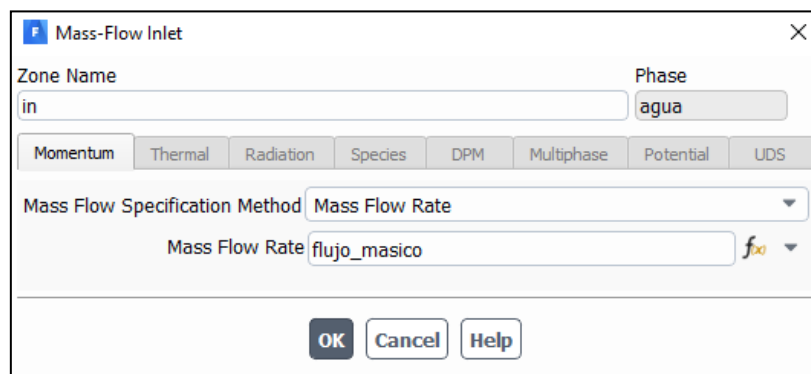 F Mass-Flow Inlet
Zone Name Phase
in agua
Momentum Thermal Radiation Species DPM Multiphase Potential UDS
Mass Flow Specification Method Mass Flow Rate
Mass Flow Rate flujo_masico f(x)
OK Cancel Help